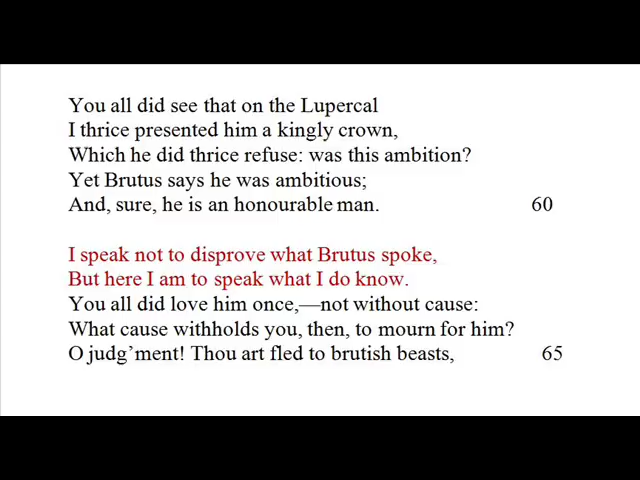 You all did see that on the Lupercal
I thrice presented him a kingly crown,
Which he did thrice refuse: was this ambition?
Yet Brutus says he was ambitious;
And, sure, he is an honourable man. 60
I speak not to disprove what Brutus spoke,
But here I am to speak what I do know.
You all did love him once,—not without cause:
What cause withholds you, then, to mourn for him?
O judg’ment! Thou art fled to brutish beasts, 65